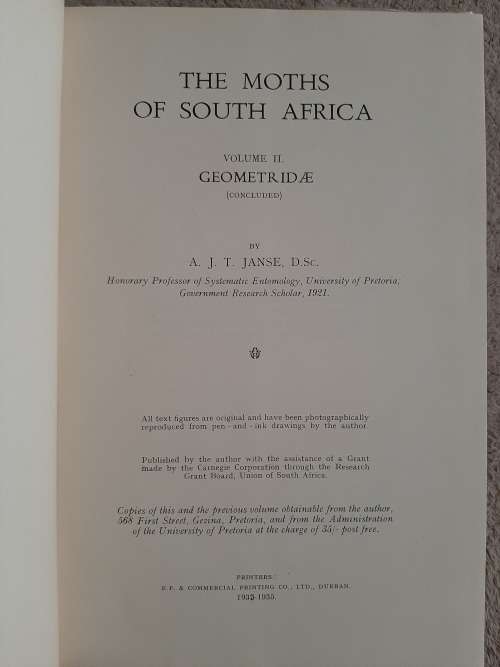 THE MOTHS
OF SOUTH AFRICA
VOLUME II.
GEOMETRIDÆ
(CONCLUDED)
BY
A. J. T. JANSE, D.Sc.
Honorary Professor of Systematic Entomology, University of Pretoria,
Government Research Scholar, 1921.
All text figures are original and have been photographically
reproduced from pen-and-ink drawings by the author
Published by the author with the assistance of a Grant
made by the Carnegie Corporation through the Research
Grant Board, Union of South Africa.
Copies of this and the previous volume obtainable from the author,
568 First Street, Gezina, Pretoria, and from the Administration
of the University of Pretoria at the charge of 35/- post free.
PRINTERS:
E.P. & COMMERCIAL PRINTING CO., LTD., DURBAN.
1933-1935.